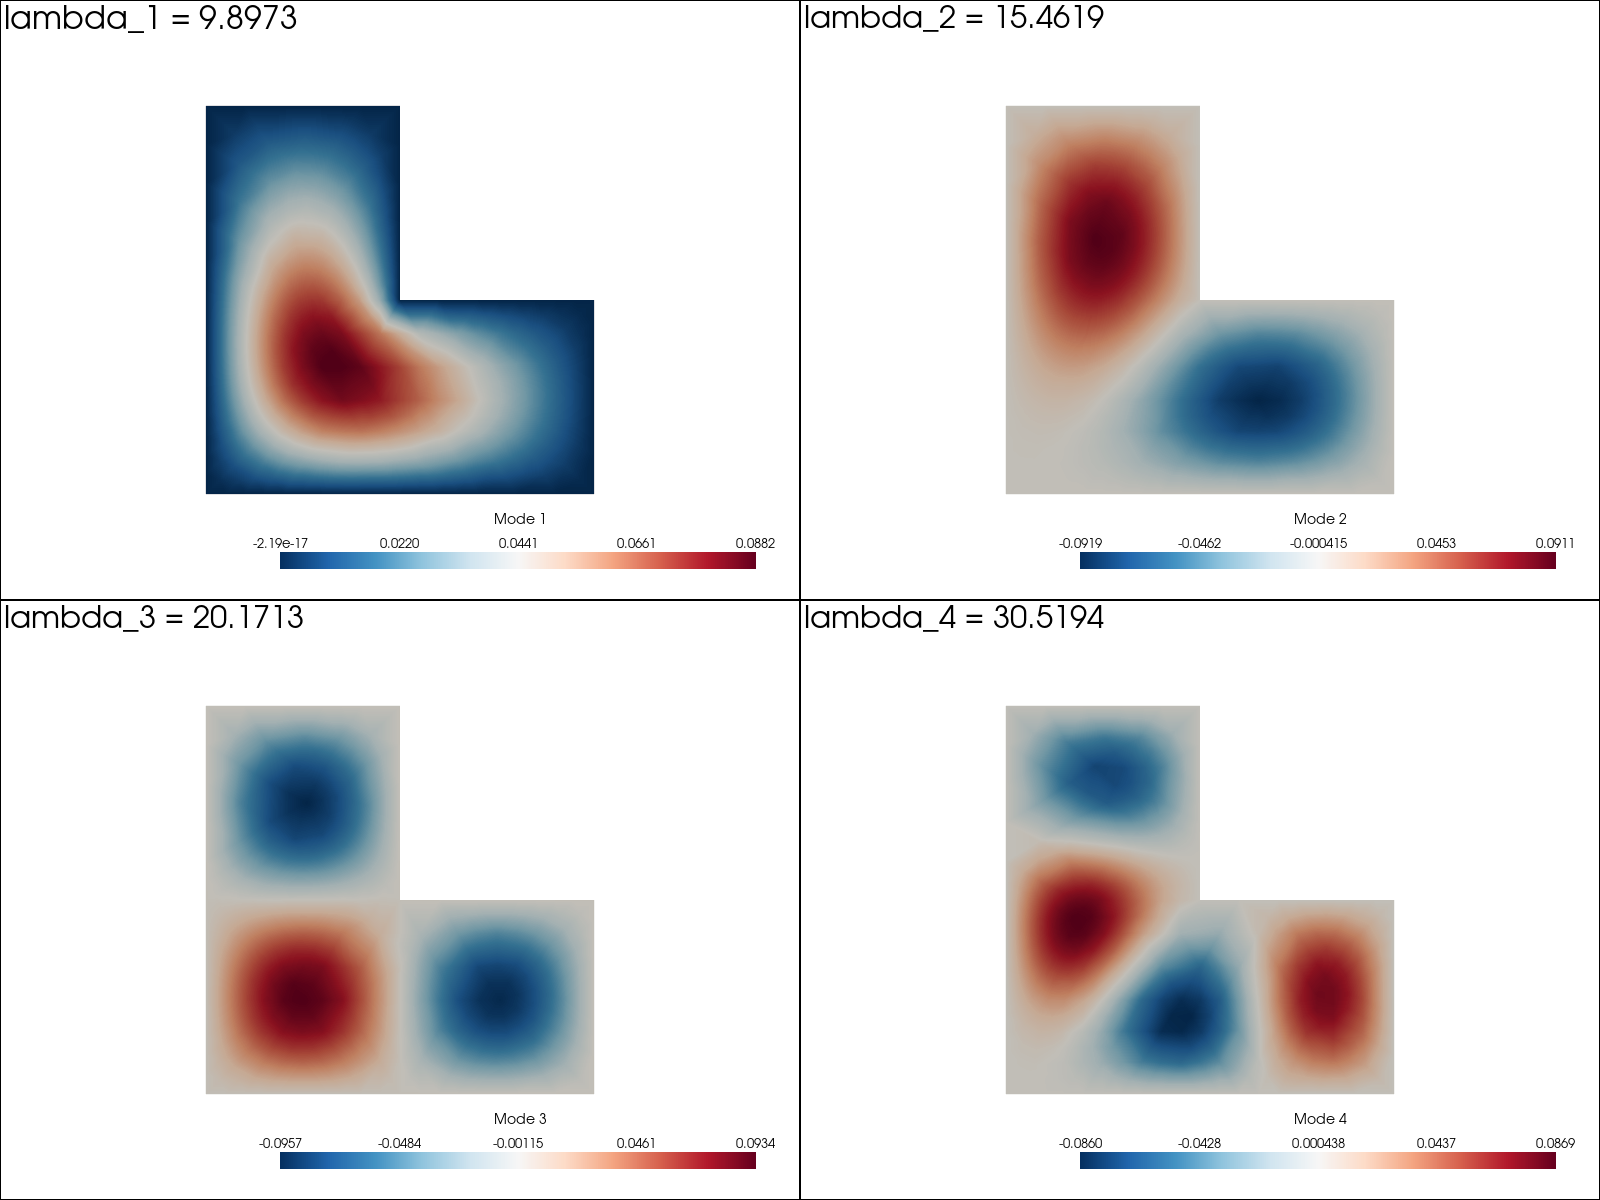 lambda_1 = 9.8973
Mode 1
-2.19e-17 0.0220 0.0441 0.0661 0.0882
lambda_2 = 15.4619
Mode 2
-0.0919 -0.0462 -0.000415 0.0453 0.0911
lambda_3 = 20.1713
Mode 3
-0.0957 -0.0484 -0.00115 0.0461 0.0934
lambda_4 = 30.5194
Mode 4
-0.0860 -0.0428 0.000438 0.0437 0.0869